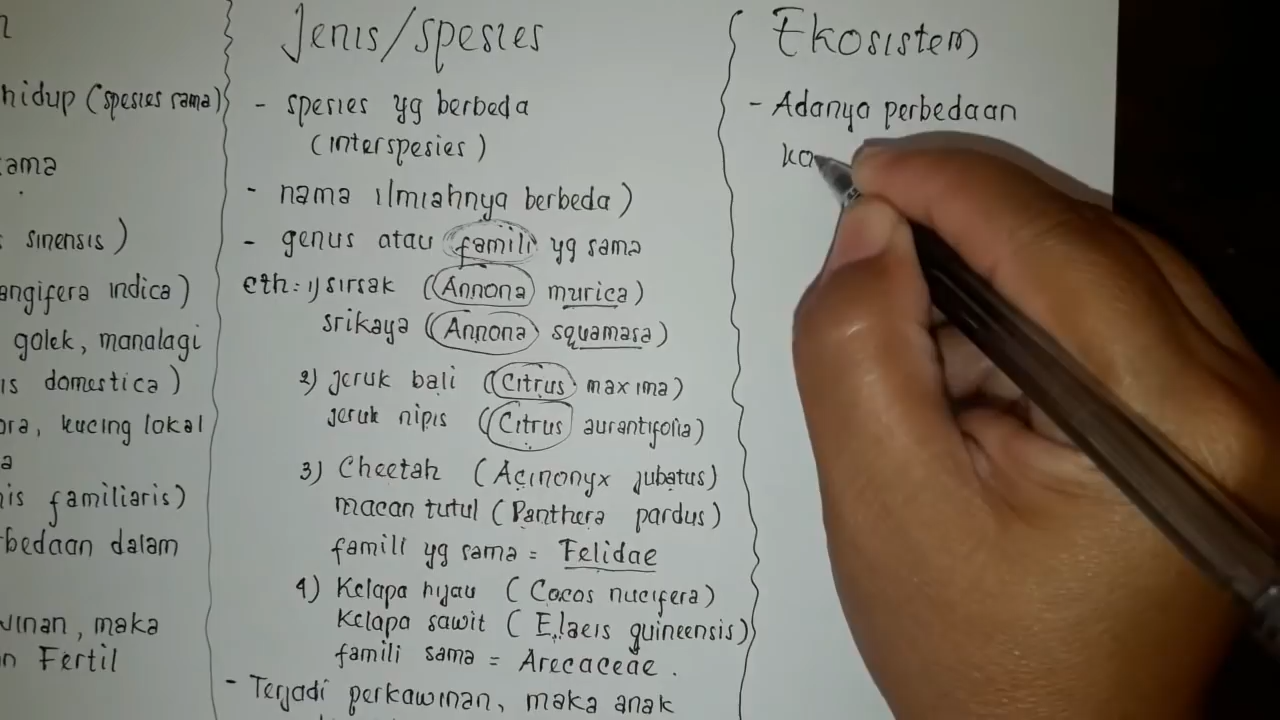 hidup (spesies sama)
sama
sinensis)
angifera indica)
golek, manalagi
is domestica)
ora, kucing lokal
a
is familiaris)
bedaan dalam
winan, maka
n Fertil
Jenis/spesies
- spesies yg berbeda
(interspesies)
- nama ilmiahnya berbeda)
- genus atau famili yg sama
cth: 1) sirsak (Annona murica)
srikaya (Annona squamasa)
2) jeruk bali (Citrus maxima)
jeruk nipis (Citrus aurantifolia)
3) Cheetah (Acinonyx jubatus)
macan tutul (Panthera pardus)
famili yg sama = Felidae
4) Kelapa hijau (Cocos nucifera)
Kelapa sawit (Elaeis guineensis)
famili sama = Arecaceae.
- Terjadi perkawinan, maka anak
Ekosistem
- Adanya perbedaan
ko